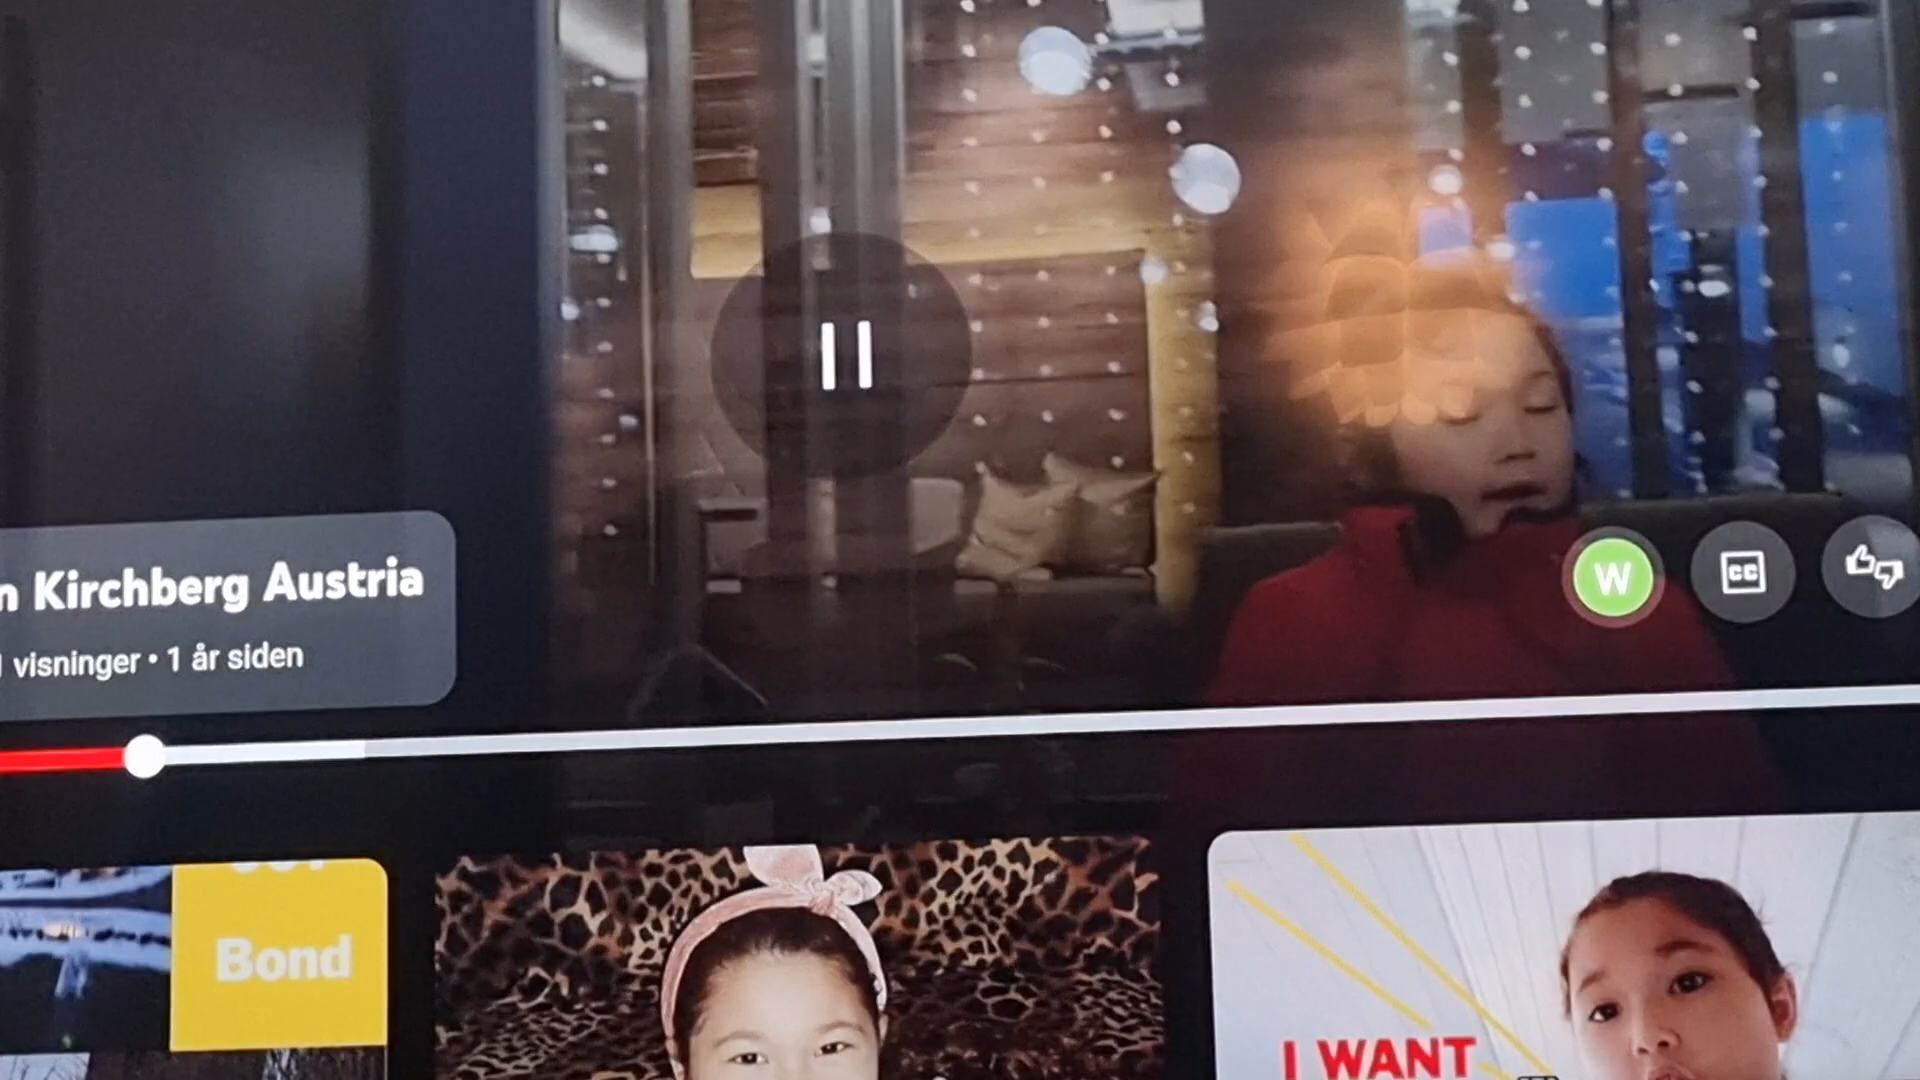 n Kirchberg Austria
visninger • 1 år siden
W
CC
Bond
I WANT